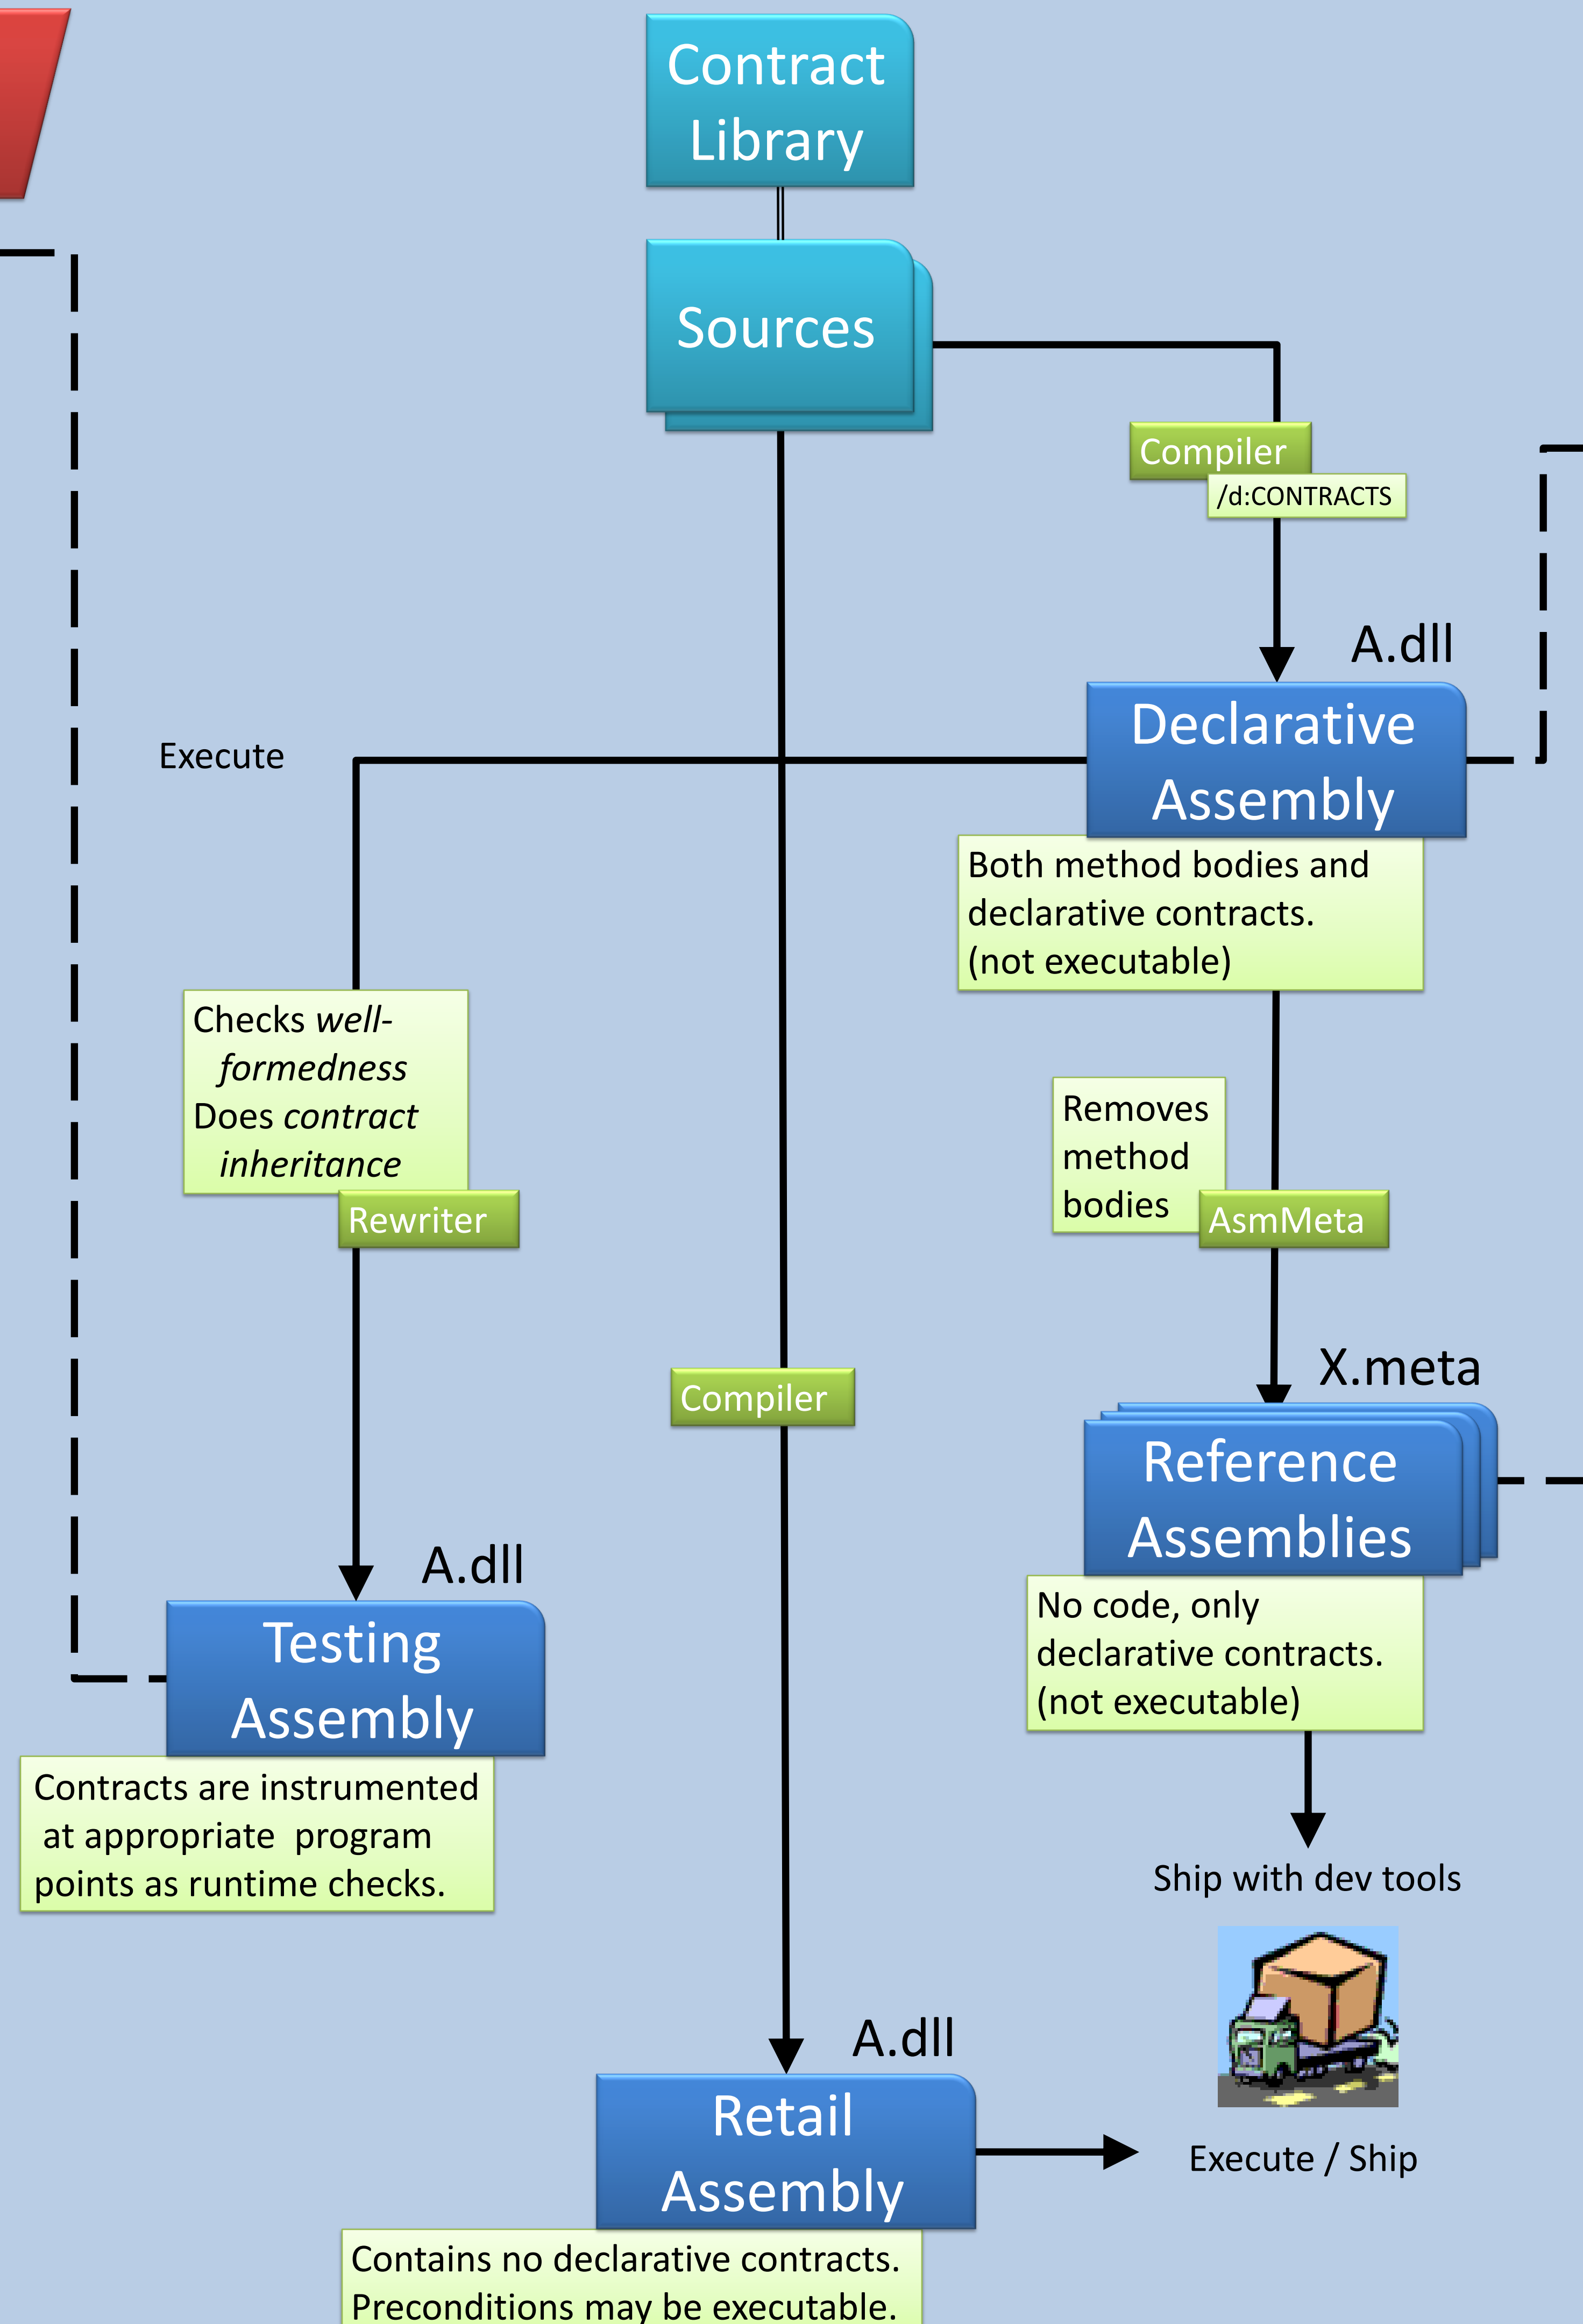 Contract
Library
Sources
Compiler
/d:CONTRACTS
A.dll
Declarative
Assembly
Execute
Both method bodies and
declarative contracts.
(not executable)
Checks well-
formedness
Does contract
inheritance
Rewriter
Removes
method
bodies
AsmMeta
X.meta
Compiler
Reference
Assemblies
A.dll
Testing
Assembly
No code, only
declarative contracts.
(not executable)
Contracts are instrumented
at appropriate  program
points as runtime checks.
Ship with dev tools
A.dll
Retail
Assembly
Execute / Ship
Contains no declarative contracts.
Preconditions may be executable.